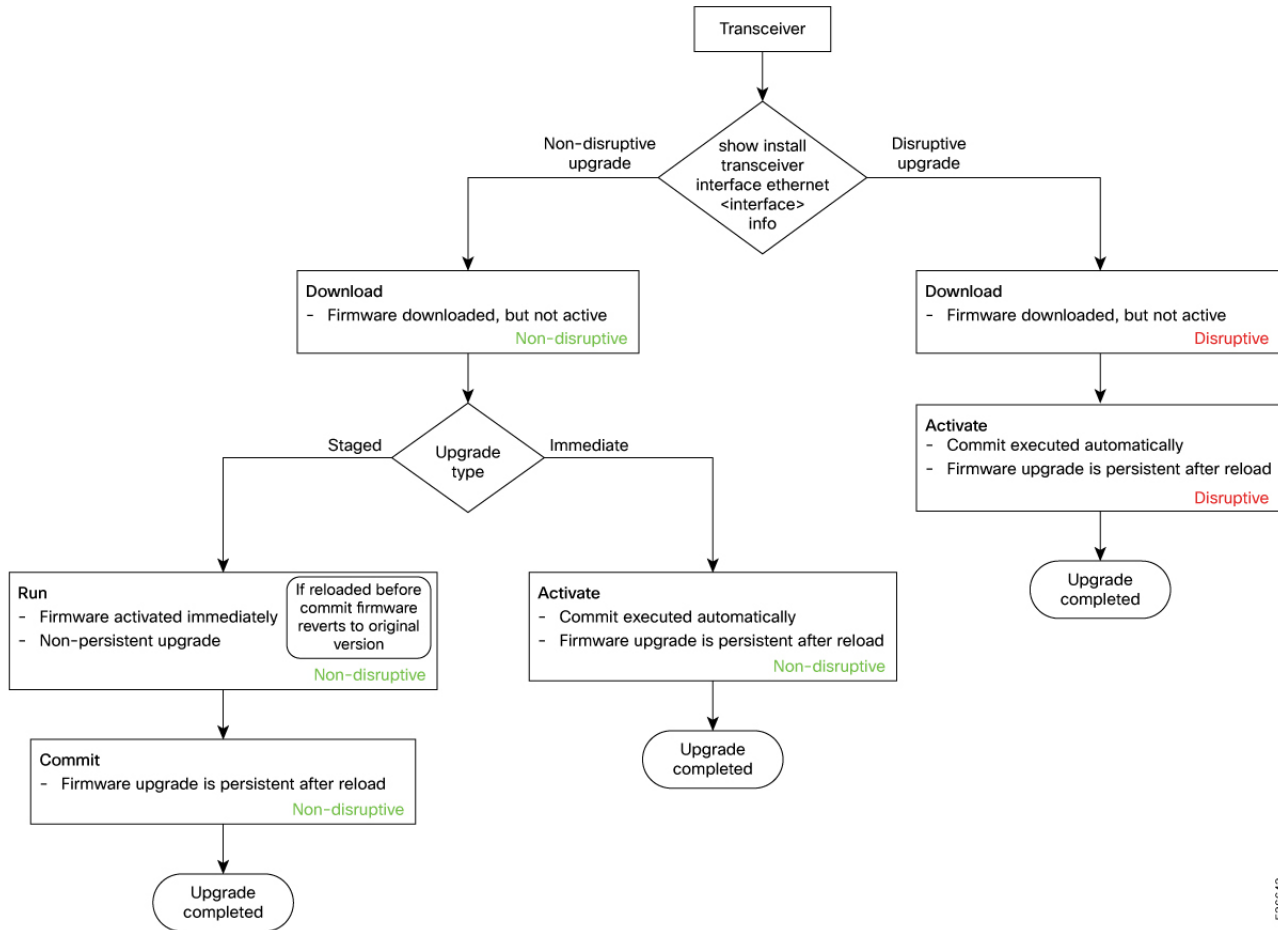 Transceiver
Non-disruptive
upgrade
show install
transceiver
interface ethernet
<interface>
info
Disruptive
upgrade
Download
- Firmware downloaded, but not active
Non-disruptive
Download
- Firmware downloaded, but not active
Disruptive
Staged
Upgrade
type
Immediate
Activate
- Commit executed automatically
- Firmware upgrade is persistent after reload
Disruptive
Upgrade
completed
Run
- Firmware activated immediately
- Non-persistent upgrade
If reloaded before
commit firmware
reverts to original
version
Non-disruptive
Activate
- Commit executed automatically
- Firmware upgrade is persistent after reload
Non-disruptive
Commit
- Firmware upgrade is persistent after reload
Non-disruptive
Upgrade
completed
Upgrade
completed